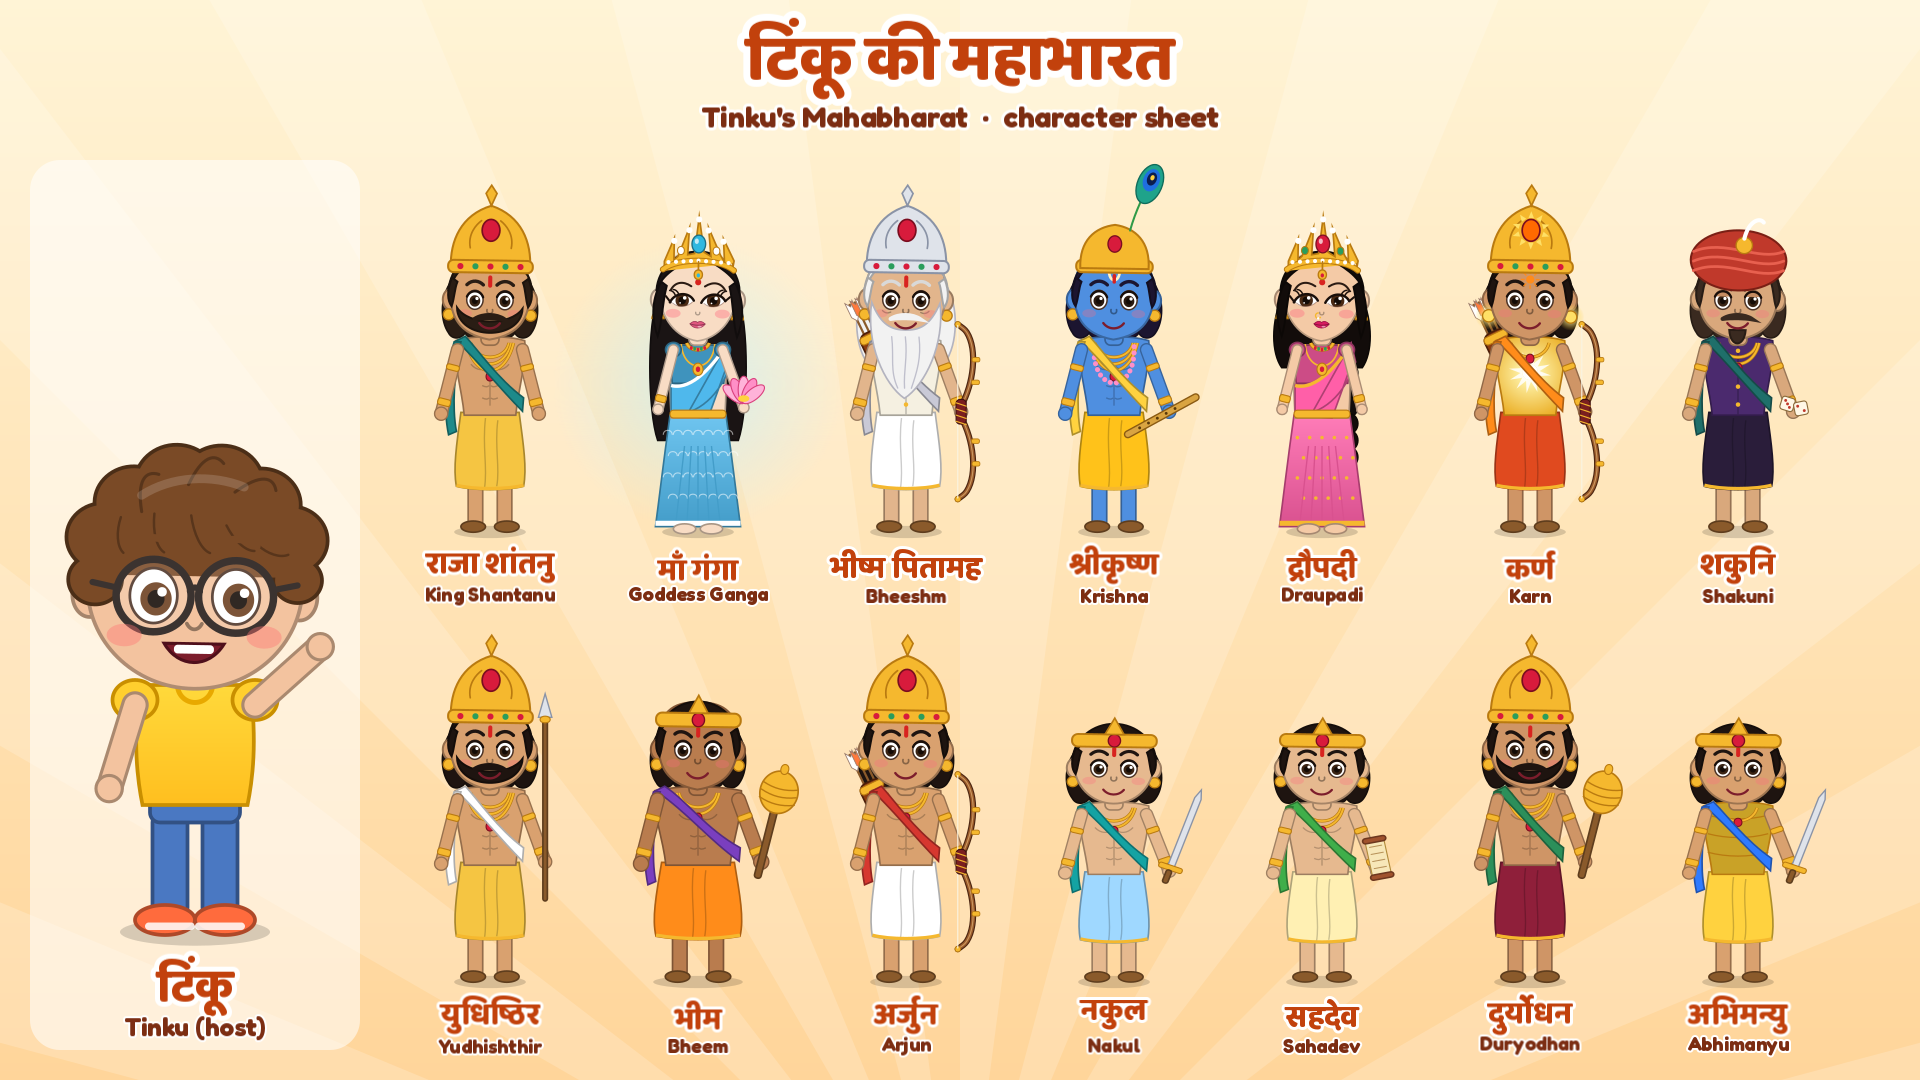 टिंकू की महाभारत
Tinku's Mahabharat · character sheet
राजा शांतनु
King Shantanu
माँ गंगा
Goddess Ganga
भीष्म पितामह
Bheeshm
श्रीकृष्ण
Krishna
द्रौपदी
Draupadi
कर्ण
Karn
शकुनि
Shakuni
टिंकू
Tinku (host)
युधिष्ठिर
Yudhishthir
भीम
Bheem
अर्जुन
Arjun
नकुल
Nakul
सहदेव
Sahadev
दुर्योधन
Duryodhan
अभिमन्यु
Abhimanyu